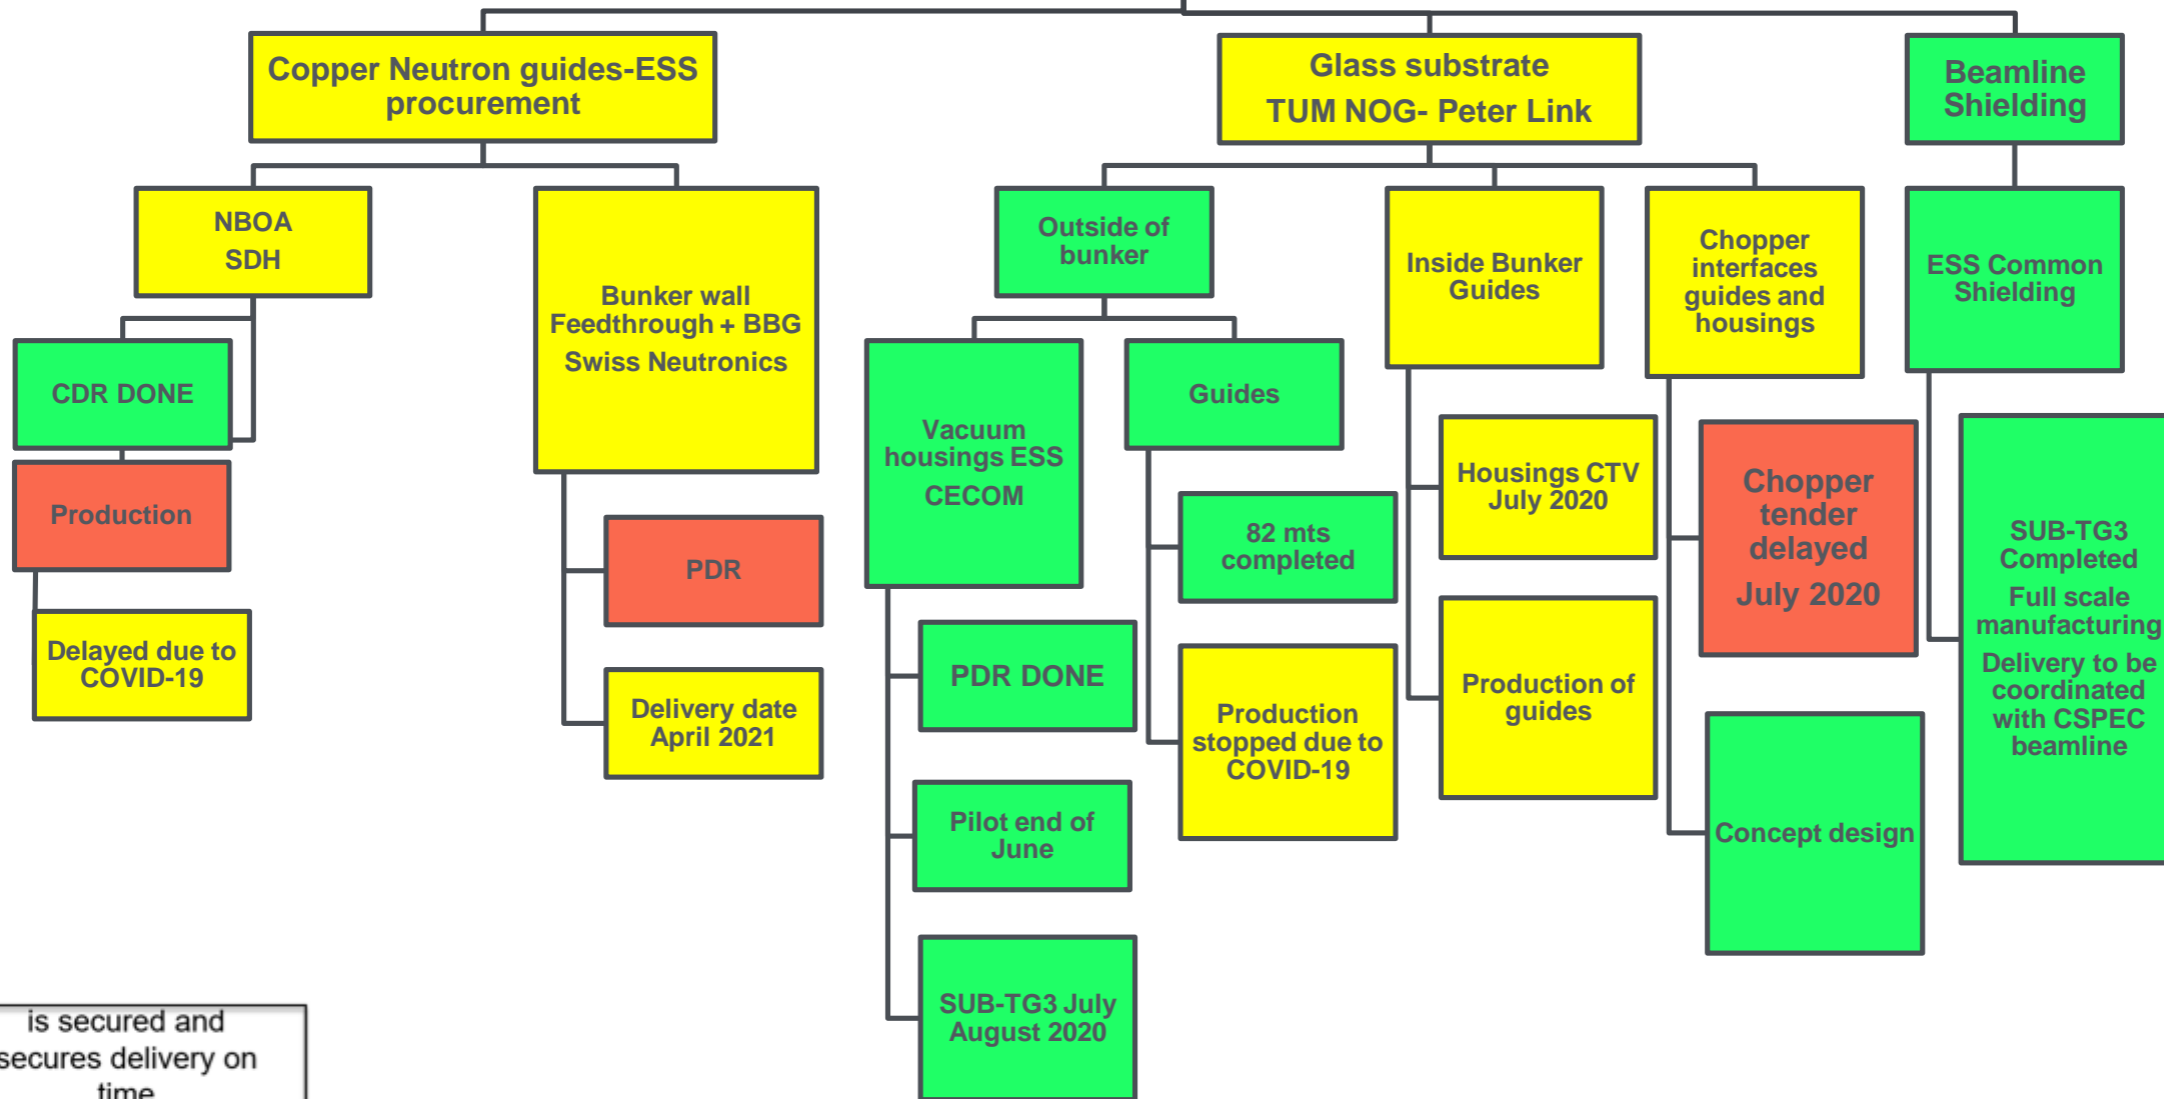 Copper Neutron guides-ESS
procurement
Glass substrate
TUM NOG- Peter Link
Beamline
Shielding
NBOA
SDH
Bunker wall
Feedthrough + BBG
Swiss Neutronics
Outside of
bunker
Inside Bunker
Guides
Chopper
interfaces
guides and
housings
ESS Common
Shielding
CDR DONE
Production
Delayed due to
COVID-19
PDR
Delivery date
April 2021
Vacuum
housings ESS
CECOM
Guides
PDR DONE
Pilot end of
June
SUB-TG3 July
August 2020
82 mts
completed
Production
stopped due to
COVID-19
Housings CTV
July 2020
Production of
guides
Chopper
tender
delayed
July 2020
Concept design
SUB-TG3
Completed
Full scale
manufacturing
Delivery to be
coordinated
with CSPEC
beamline
is secured and
secures delivery on
time